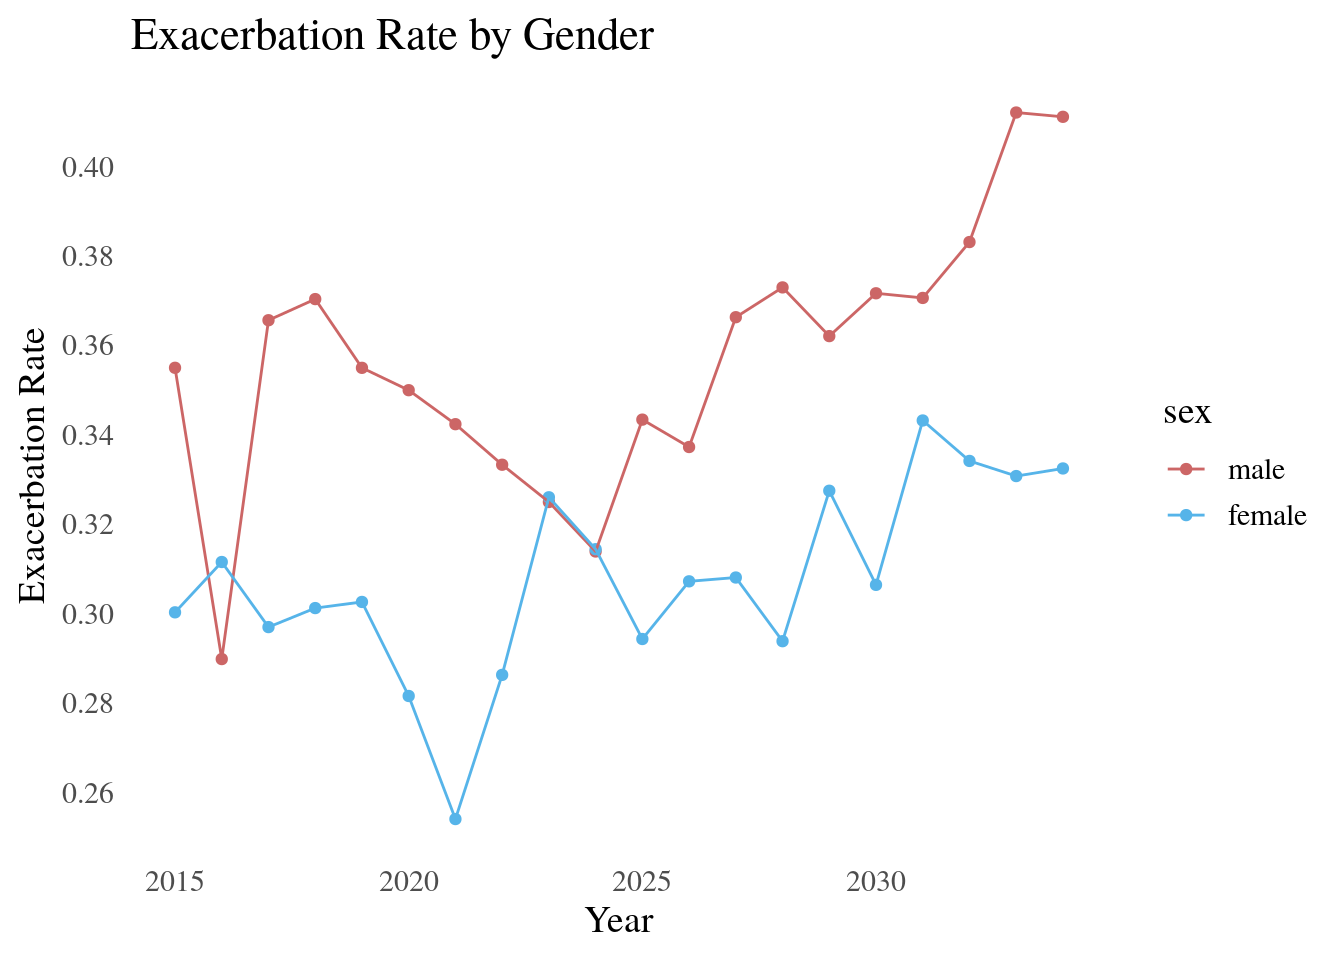 Exacerbation Rate by Gender
Exacerbation Rate
0.40
0.38
0.36
0.34
0.32
0.30
0.28
0.26
2015 2020 2025 2030
Year
sex
male
female